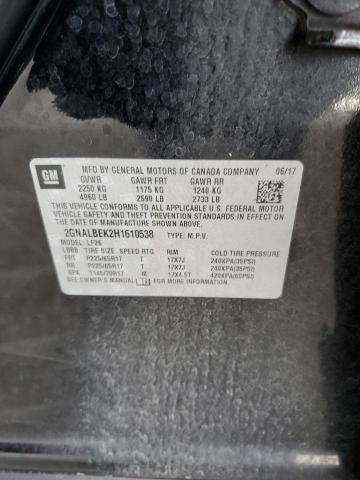 GM
MFD BY GENERAL MOTORS OF CANADA COMPANY 06/17
GVWR GAWR FRT GAWR RR
2250 KG 1175 KG 1240 KG
4960 LB 2590 LB 2733 LB
THIS VEHICLE CONFORMS TO ALL APPLICABLE U.S. FEDERAL MOTOR VEHICLE SAFETY, BUMPER, AND THEFT PREVENTION STANDARDS IN EFFECT ON THE DATE OF MANUFACTURE SHOWN ABOVE.
2GNALBEK2H1610538 TYPE: M.P.V.
MODEL: LF26
TIRE SIZE SPEED RTG RIM COLD TIRE PRESSURE
FRT P225/65R17 T 17X7J 240KPA(35PSI)
RR P225/65R17 T 17X7J 240KPA(35PSI)
SPA T145/70R17 M 17X4.5T 420KPA(60PSI)
SEE OWNER'S MANUAL FOR ADDITIONAL INFORMATION.